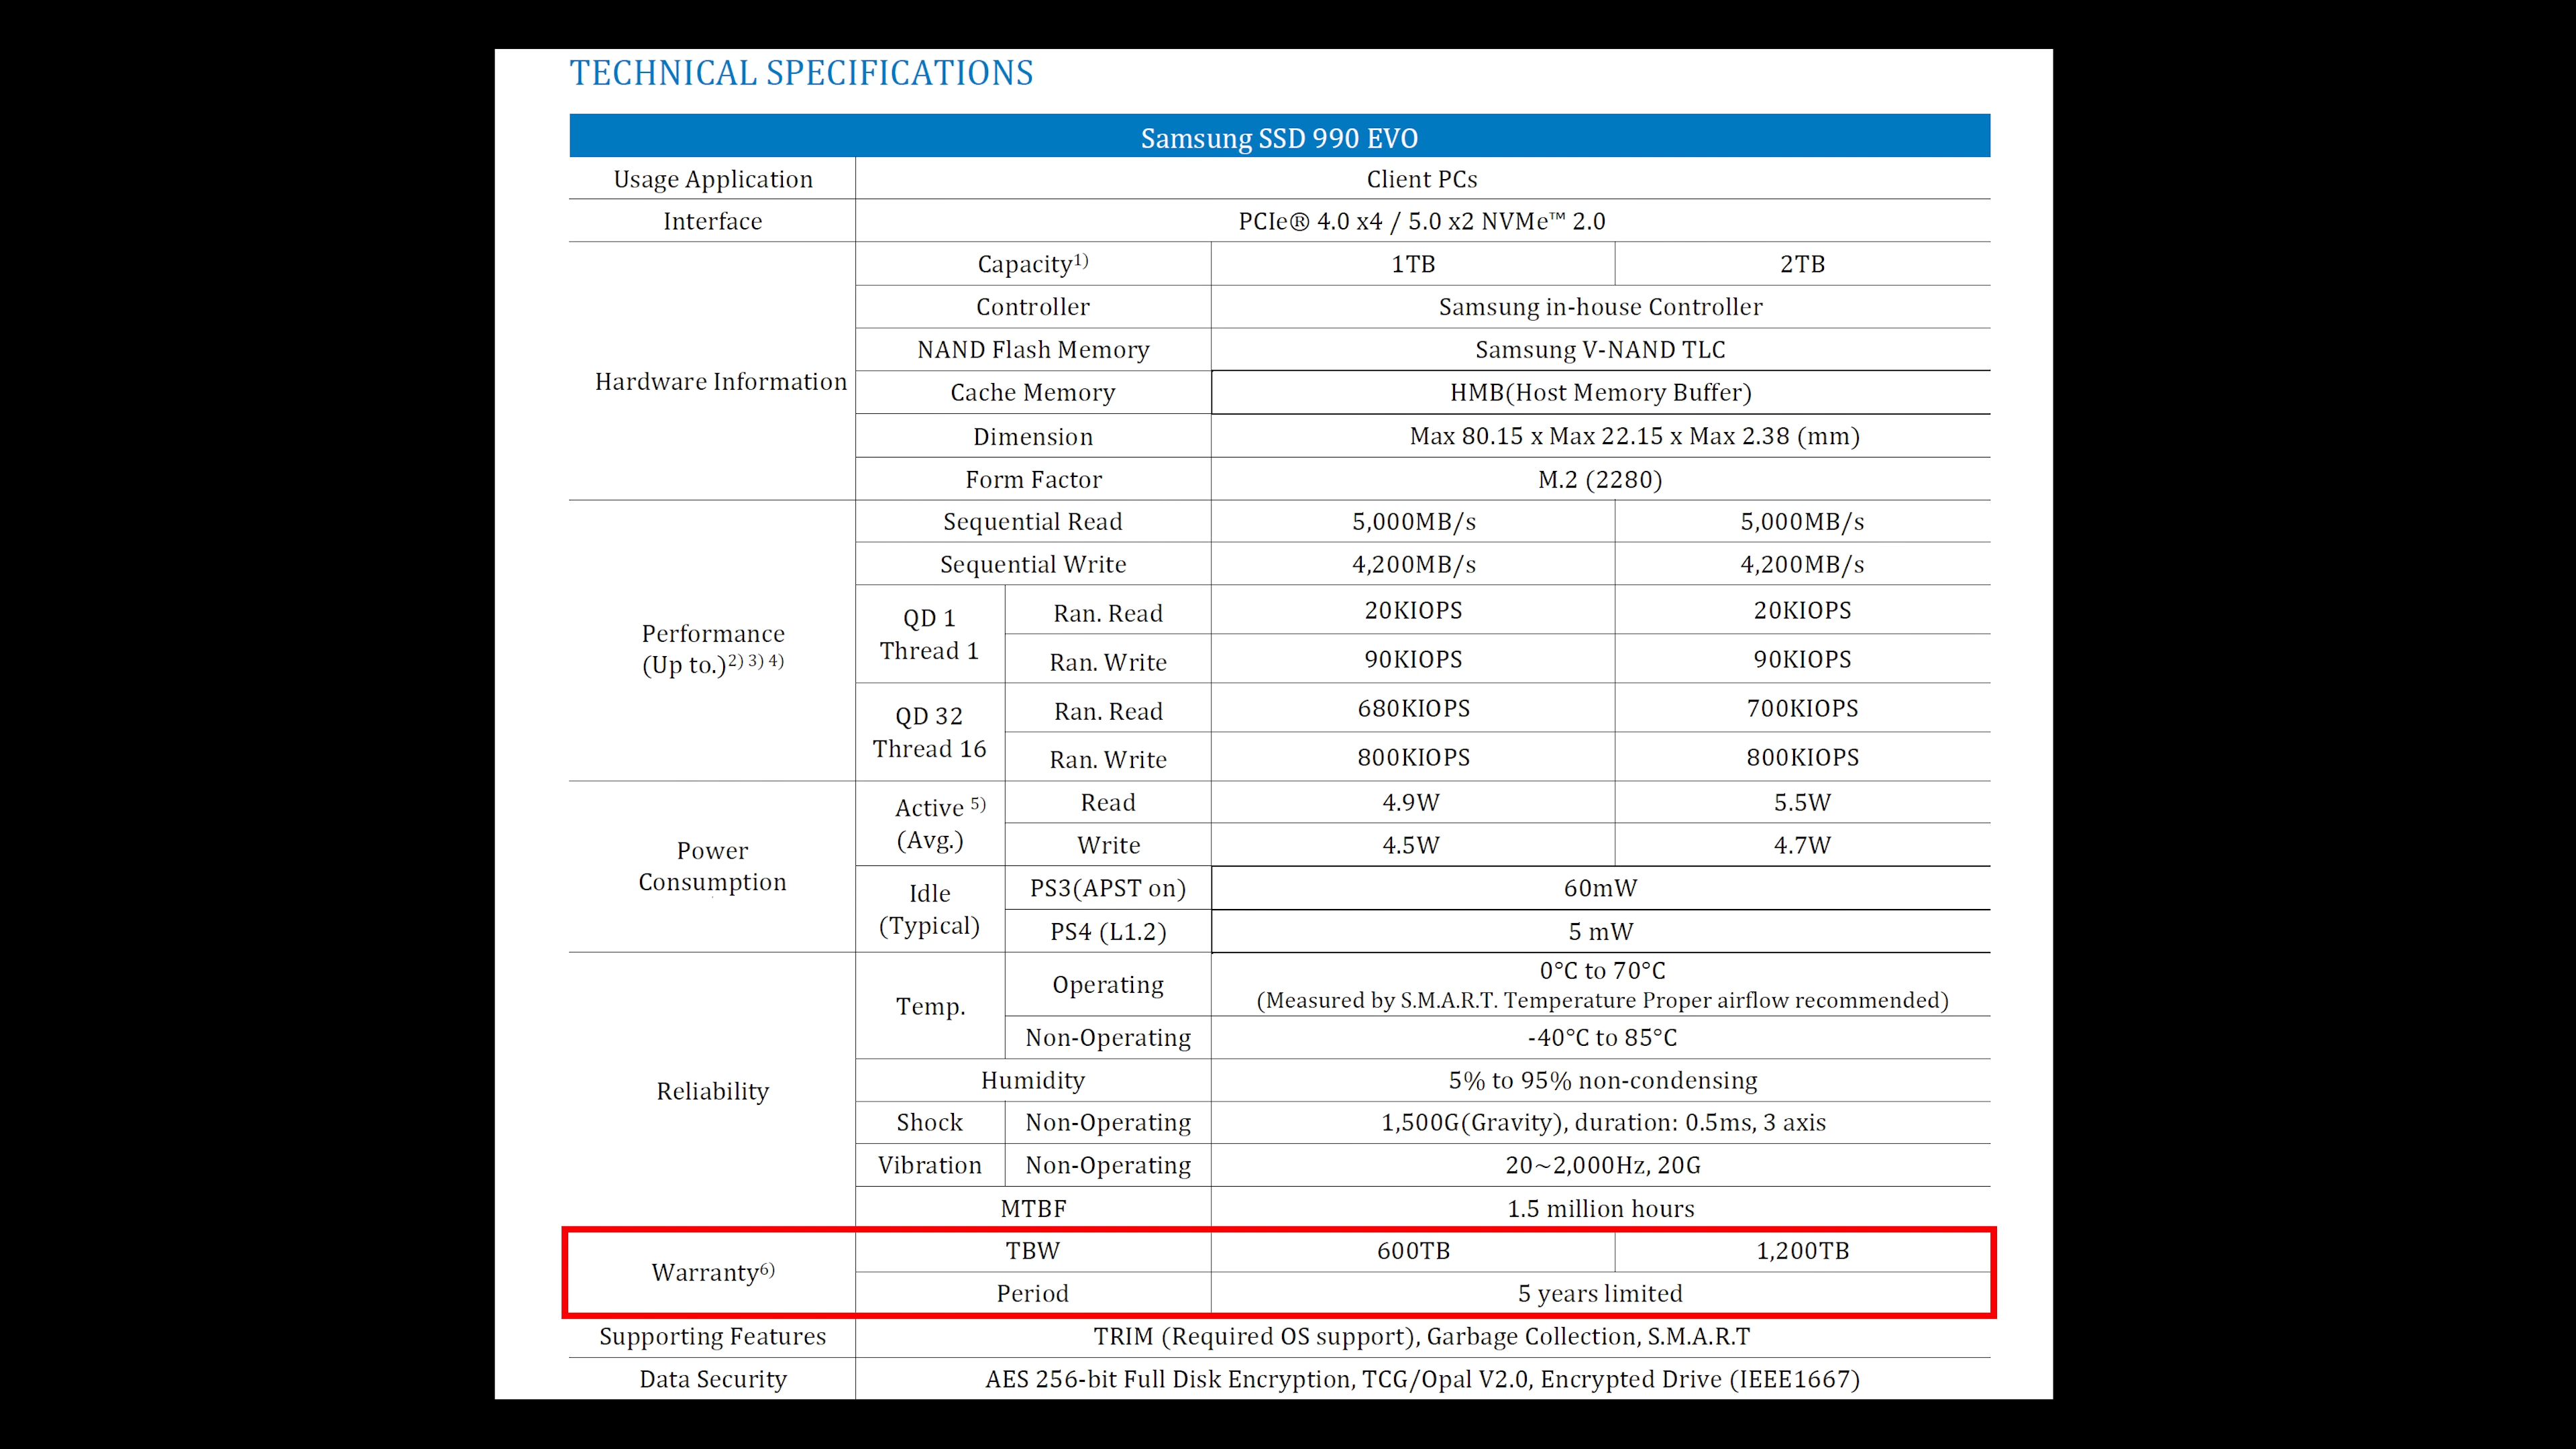 TECHNICAL SPECIFICATIONS
Samsung SSD 990 EVO
Usage Application Client PCs
Interface PCIe® 4.0 x4 / 5.0 x2 NVMe™ 2.0
Hardware Information
Capacity1) 1TB 2TB
Controller Samsung in-house Controller
NAND Flash Memory Samsung V-NAND TLC
Cache Memory HMB(Host Memory Buffer)
Dimension Max 80.15 x Max 22.15 x Max 2.38 (mm)
Form Factor M.2 (2280)
Performance
(Up to.)2) 3) 4)
Sequential Read 5,000MB/s 5,000MB/s
Sequential Write 4,200MB/s 4,200MB/s
QD 1
Thread 1
Ran. Read 20KIOPS 20KIOPS
Ran. Write 90KIOPS 90KIOPS
QD 32
Thread 16
Ran. Read 680KIOPS 700KIOPS
Ran. Write 800KIOPS 800KIOPS
Power
Consumption
Active 5)
(Avg.)
Read 4.9W 5.5W
Write 4.5W 4.7W
Idle
(Typical)
PS3(APST on) 60mW
PS4 (L1.2) 5 mW
Reliability
Temp.
Operating
0°C to 70°C
(Measured by S.M.A.R.T. Temperature Proper airflow recommended)
Non-Operating -40°C to 85°C
Humidity 5% to 95% non-condensing
Shock Non-Operating 1,500G(Gravity), duration: 0.5ms, 3 axis
Vibration Non-Operating 20~2,000Hz, 20G
MTBF 1.5 million hours
Warranty6)
TBW 600TB 1,200TB
Period 5 years limited
Supporting Features TRIM (Required OS support), Garbage Collection, S.M.A.R.T
Data Security AES 256-bit Full Disk Encryption, TCG/Opal V2.0, Encrypted Drive (IEEE1667)